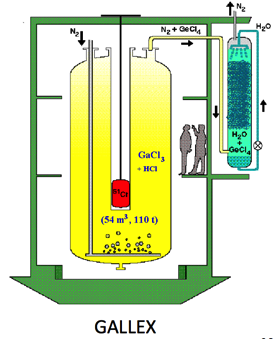 N2
N2 + GeCl4
N2
H2O
GaCl3
+ HCl
51Cr
(54 m3, 110 t)
H2O
+
GeCl4
GALLEX